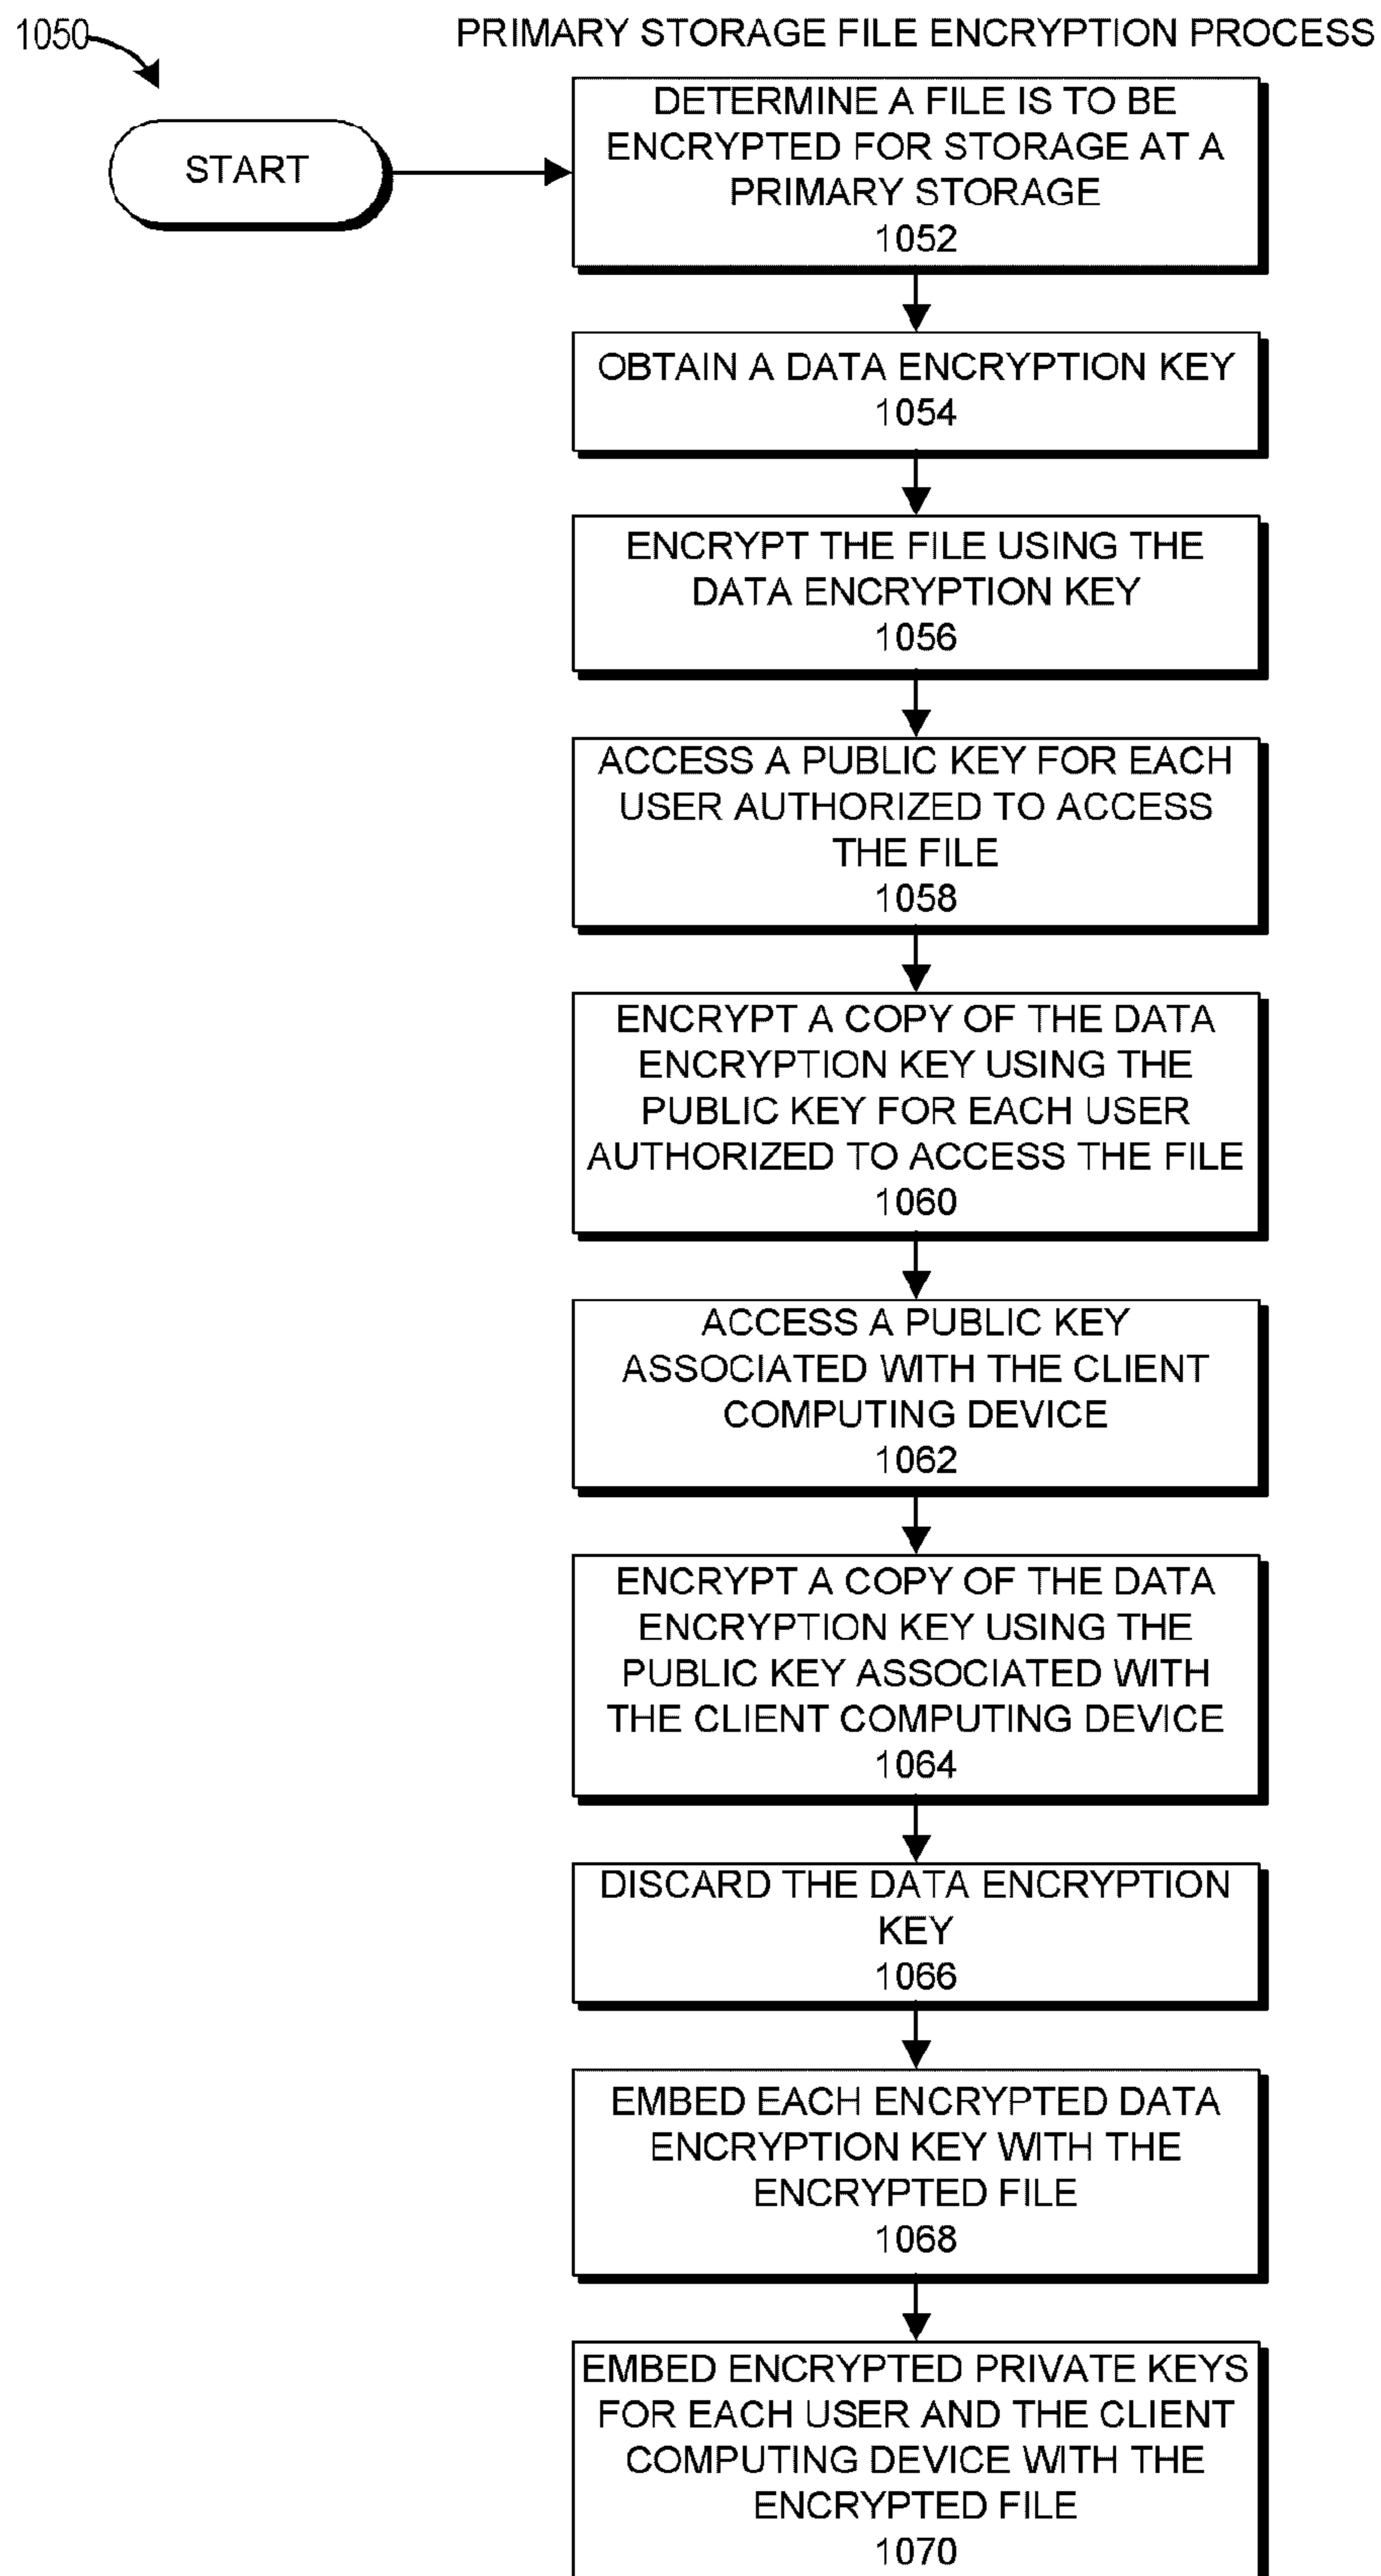 1050
PRIMARY STORAGE FILE ENCRYPTION PROCESS
START
DETERMINE A FILE IS TO BE
ENCRYPTED FOR STORAGE AT A
PRIMARY STORAGE
1052
OBTAIN A DATA ENCRYPTION KEY
1054
ENCRYPT THE FILE USING THE
DATA ENCRYPTION KEY
1056
ACCESS A PUBLIC KEY FOR EACH
USER AUTHORIZED TO ACCESS
THE FILE
1058
ENCRYPT A COPY OF THE DATA
ENCRYPTION KEY USING THE
PUBLIC KEY FOR EACH USER
AUTHORIZED TO ACCESS THE FILE
1060
ACCESS A PUBLIC KEY
ASSOCIATED WITH THE CLIENT
COMPUTING DEVICE
1062
ENCRYPT A COPY OF THE DATA
ENCRYPTION KEY USING THE
PUBLIC KEY ASSOCIATED WITH
THE CLIENT COMPUTING DEVICE
1064
DISCARD THE DATA ENCRYPTION
KEY
1066
EMBED EACH ENCRYPTED DATA
ENCRYPTION KEY WITH THE
ENCRYPTED FILE
1068
EMBED ENCRYPTED PRIVATE KEYS
FOR EACH USER AND THE CLIENT
COMPUTING DEVICE WITH THE
ENCRYPTED FILE
1070